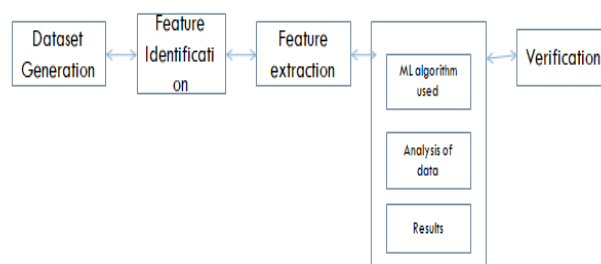 Dataset
Generation
Feature
Identificati
on
Feature
extraction
ML algorithm
used
Analysis of
data
Results
Verification